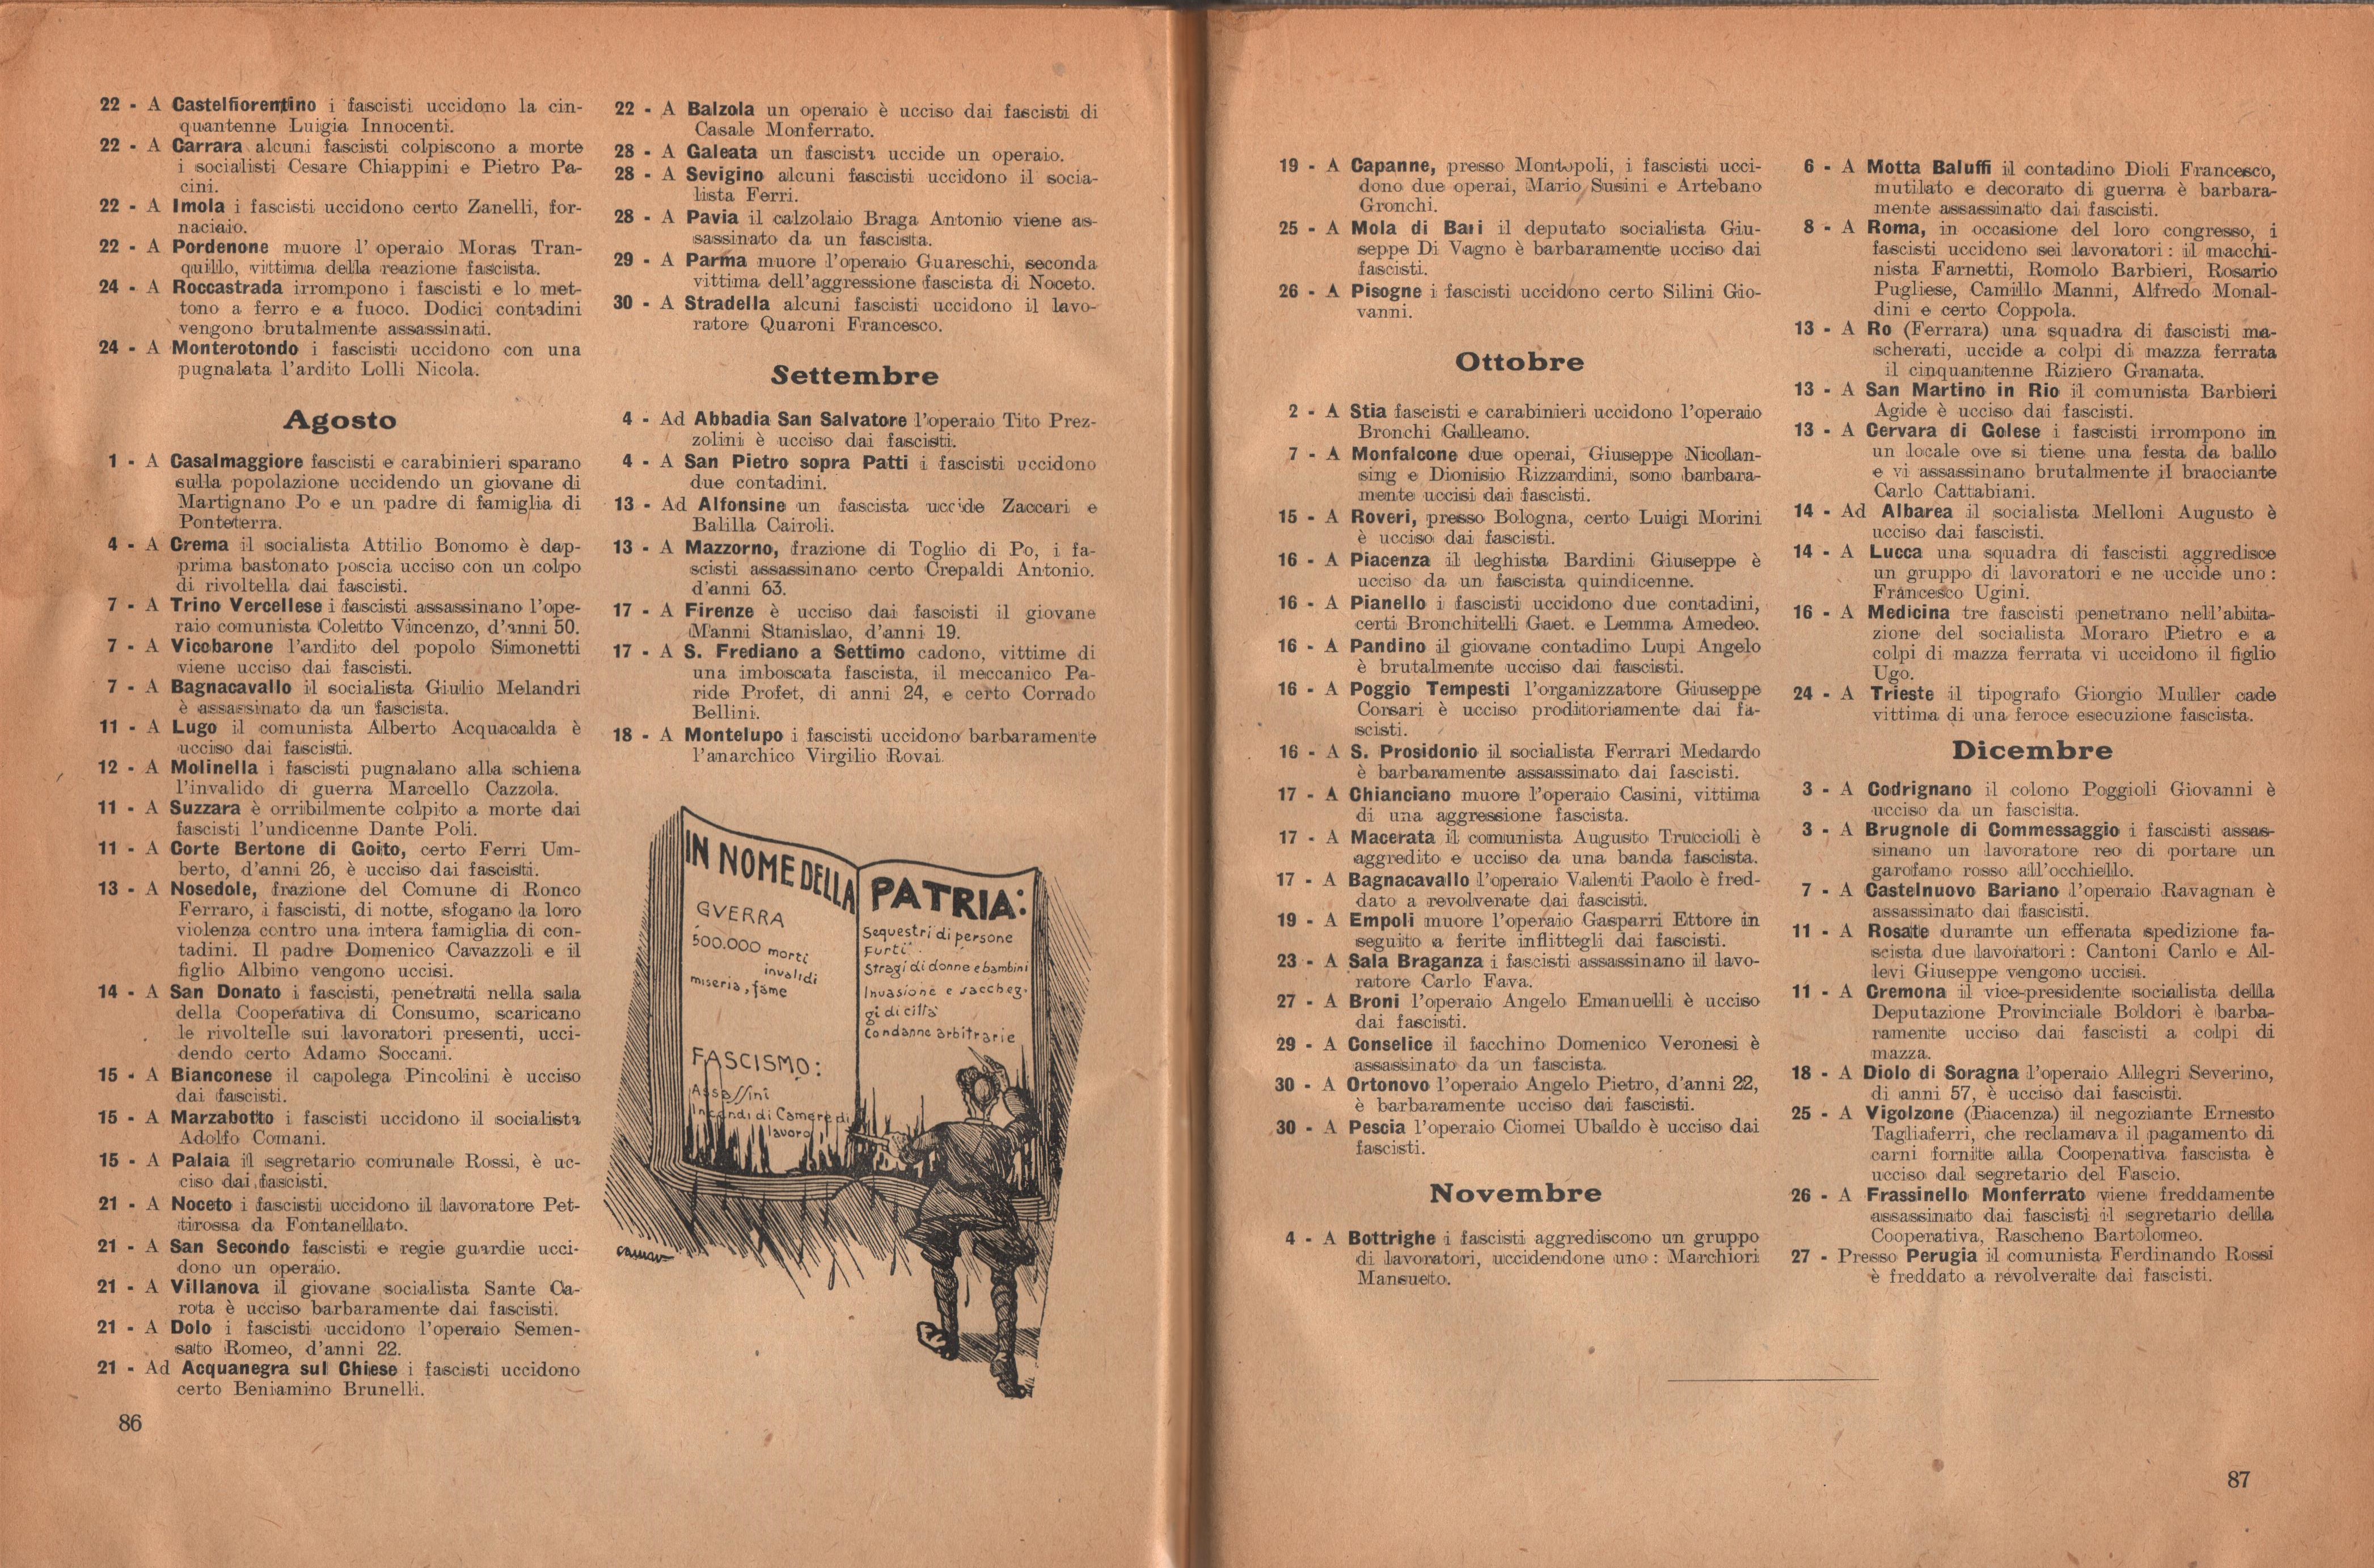 22 - A Castelfiorentino i fascisti uccidono la cin-
quantenne Luigia Innocenti.
22 - A Carrara alcuni fascisti colpiscono a morte
i socialisti Cesare Chiappini e Pietro Pa-
cini.
22 - A Imola i fascisti uccidono certo Zanelli, for-
naciaio.
22 - A Pordenone muore l'operaio Moras Tran-
quillo, vittima della reazione fascista.
24 - A Roccastrada irrompono i fascisti e lo met-
tono a ferro e a fuoco. Dodici contadini
vengono brutalmente assassinati.
24 - A Monterotondo i fascisti uccidono con una
pugnalata l'ardito Lolli Nicola.
Agosto
1 - A Casalmaggiore fascisti e carabinieri sparano
sulla popolazione uccidendo un giovane di
Martignano Po e un padre di famiglia di
Ponteterra.
4 - A Crema il socialista Attilio Bonomo è dap-
prima bastonato poscia ucciso con un colpo
di rivoltella dai fascisti.
7 - A Trino Vercellese i fascisti assassinano l'ope-
raio comunista Coletto Vincenzo, d'anni 50.
7 - A Vicobarone l'ardito del popolo Simonetti
viene ucciso dai fascisti.
7 - A Bagnacavallo il socialista Giulio Melandri
è assassinato da un fascista.
11 - A Lugo il comunista Alberto Acquacalda è
ucciso dai fascisti.
12 - A Molinella i fascisti pugnalano alla schiena
l'invalido di guerra Marcello Cazzola.
11 - A Suzzara è orribilmente colpito a morte dai
fascisti l'undicenne Dante Poli.
11 - A Corte Bertone di Goito, certo Ferri Um-
berto, d'anni 26, è ucciso dai fascisti.
13 - A Nosedole, frazione del Comune di Ronco
Ferraro, i fascisti, di notte, sfogano la loro
violenza contro una intera famiglia di con-
tadini. Il padre Domenico Cavazzoli e il
figlio Albino vengono uccisi.
14 - A San Donato i fascisti, penetrati nella sala
della Cooperativa di Consumo, scaricano
le rivoltelle sui lavoratori presenti, ucci-
dendo certo Adamo Soccani.
15 - A Bianconese il capolega Pincolini è ucciso
dai fascisti.
15 - A Marzabotto i fascisti uccidono il socialista
Adolfo Comani.
15 - A Palaia il segretario comunale Rossi, è uc-
ciso dai fascisti.
21 - A Noceto i fascisti uccidono il lavoratore Pet-
tirossa da Fontanellato.
21 - A San Secondo fascisti e regie guardie ucci-
dono un operaio.
21 - A Villanova il giovane socialista Sante Ca-
rota è ucciso barbaramente dai fascisti.
21 - A Dolo i fascisti uccidono l'operaio Semen-
sato Romeo, d'anni 22.
21 - Ad Acquanegra sul Chiese i fascisti uccidono
certo Beniamino Brunelli.
86
22 - A Balzola un operaio è ucciso dai fascisti di
Casale Monferrato.
28 - A Galeata un fascista uccide un operaio.
28 - A Sevigino alcuni fascisti uccidono il socia-
lista Ferri.
28 - A Pavia il calzolaio Braga Antonio viene as-
sassinato da un fascista.
29 - A Parma muore l'operaio Guareschi, seconda
vittima dell'aggressione fascista di Noceto.
30 - A Stradella alcuni fascisti uccidono il lavo-
ratore Quaroni Francesco.
Settembre
4 - Ad Abbadia San Salvatore l'operaio Tito Prez-
zolini è ucciso dai fascisti.
4 - A San Pietro sopra Patti i fascisti uccidono
due contadini.
13 - Ad Alfonsine un fascista uccide Zaccari e
Balilla Cairoli.
13 - A Mazzorno, frazione di Toglio di Po, i fa-
scisti assassinano certo Crepaldi Antonio.
d'anni 63.
17 - A Firenze è ucciso dai fascisti il giovane
Manni Stanislao, d'anni 19.
17 - A S. Frediano a Settimo cadono, vittime di
una imboscata fascista, il meccanico Pa-
ride Profet, di anni 24, e certo Corrado
Bellini.
18 - A Montelupo i fascisti uccidono barbaramente
l'anarchico Virgilio Rovai.
IN NOME DELLA PATRIA:
GVERRA
500.000 morti
invalidi
miseria, fame
FASCISMO:
Assassini
Incendi di Camere di
lavoro
Sequestri di persone
Furti
Stragi di donne e bambini
Invasione e saccheg.
gi di città
Condanne arbitrarie
19 - A Capanne, presso Montopoli, i fascisti ucci-
dono due operai, Mario Susini e Artebano
Gronchi.
25 - A Mola di Bari il deputato socialista Giu-
seppe Di Vagno è barbaramente ucciso dai
fascisti.
26 - A Pisogne i fascisti uccidono certo Silini Gio-
vanni.
Ottobre
2 - A Stia fascisti e carabinieri uccidono l'operaio
Bronchi Galleano.
7 - A Monfalcone due operai, Giuseppe Nicollan-
sing e Dionisio Rizzardini, sono barbara-
mente uccisi dai fascisti.
15 - A Roveri, presso Bologna, certo Luigi Morini
è ucciso dai fascisti.
16 - A Piacenza il leghista Bardini Giuseppe è
ucciso da un fascista quindicenne.
16 - A Pianello i fascisti uccidono due contadini,
certi Bronchitelli Gaet. e Lemma Amedeo.
16 - A Pandino il giovane contadino Lupi Angelo
è brutalmente ucciso dai fascisti.
16 - A Poggio Tempesti l'organizzatore Giuseppe
Corsari è ucciso proditoriamente dai fa-
scisti.
16 - A S. Prosidonio il socialista Ferrari Medardo
è barbaramente assassinato dai fascisti.
17 - A Chianciano muore l'operaio Casini, vittima
di una aggressione fascista.
17 - A Macerata il comunista Augusto Truccioli è
aggredito e ucciso da una banda fascista.
17 - A Bagnacavallo l'operaio Valenti Paolo è fred-
dato a revolverate dai fascisti.
19 - A Empoli muore l'operaio Gasparri Ettore in
seguito a ferite inflittegli dai fascisti.
23 - A Sala Braganza i fascisti assassinano il lavo-
ratore Carlo Fava.
27 - A Broni l'operaio Angelo Emanuelli è ucciso
dai fascisti.
29 - A Conselice il facchino Domenico Veronesi è
assassinato da un fascista.
30 - A Ortonovo l'operaio Angelo Pietro, d'anni 22,
è barbaramente ucciso dai fascisti.
30 - A Pescia l'operaio Ciomei Ubaldo è ucciso dai
fascisti.
Novembre
4 - A Bottrighe i fascisti aggrediscono un gruppo
di lavoratori, uccidendone uno: Marchiori
Mansueto.
6 - A Motta Baluffi il contadino Dioli Francesco,
mutilato e decorato di guerra è barbara-
mente assassinato dai fascisti.
8 - A Roma, in occasione del loro congresso, i
fascisti uccidono sei lavoratori: il macchi-
nista Farnetti, Romolo Barbieri, Rosario
Pugliese, Camillo Manni, Alfredo Monal-
dini e certo Coppola.
13 - A Ro (Ferrara) una squadra di fascisti ma-
scherati, uccide a colpi di mazza ferrata
il cinquantenne Riziero Granata.
13 - A San Martino in Rio il comunista Barbieri
Agide è ucciso dai fascisti.
13 - A Cervara di Golese i fascisti irrompono in
un locale ove si tiene una festa da ballo
e vi assassinano brutalmente il bracciante
Carlo Cattabiani.
14 - Ad Albarea il socialista Melloni Augusto è
ucciso dai fascisti.
14 - A Lucca una squadra di fascisti aggredisce
un gruppo di lavoratori e ne uccide uno:
Francesco Ugini.
16 - A Medicina tre fascisti penetrano nell'abita-
zione del socialista Moraro Pietro e a
colpi di mazza ferrata vi uccidono il figlio
Ugo.
24 - A Trieste il tipografo Giorgio Muller cade
vittima di una feroce esecuzione fascista.
Dicembre
3 - A Codrignano il colono Poggioli Giovanni è
ucciso da un fascista.
3 - A Brugnole di Commessaggio i fascisti assas-
sinano un lavoratore reo di portare un
garofano rosso all'occhiello.
7 - A Castelnuovo Bariano l'operaio Ravagnan è
assassinato dai fascisti.
11 - A Rosate durante un efferata spedizione fa-
scista due lavoratori: Cantoni Carlo e Al-
levi Giuseppe vengono uccisi.
11 - A Cremona il vice-presidente socialista della
Deputazione Provinciale Boldori è barba-
ramente ucciso dai fascisti a colpi di
mazza.
18 - A Diolo di Soragna l'operaio Allegri Severino,
di anni 57, è ucciso dai fascisti.
25 - A Vigolzone (Piacenza) il negoziante Ernesto
Tagliaferri, che reclamava il pagamento di
carni fornite alla Cooperativa fascista è
ucciso dal segretario del Fascio.
26 - A Frassinello Monferrato viene freddamente
assassinato dai fascisti il segretario della
Cooperativa, Rascheno Bartolomeo.
27 - Presso Perugia il comunista Ferdinando Rossi
è freddato a revolverate dai fascisti.
87